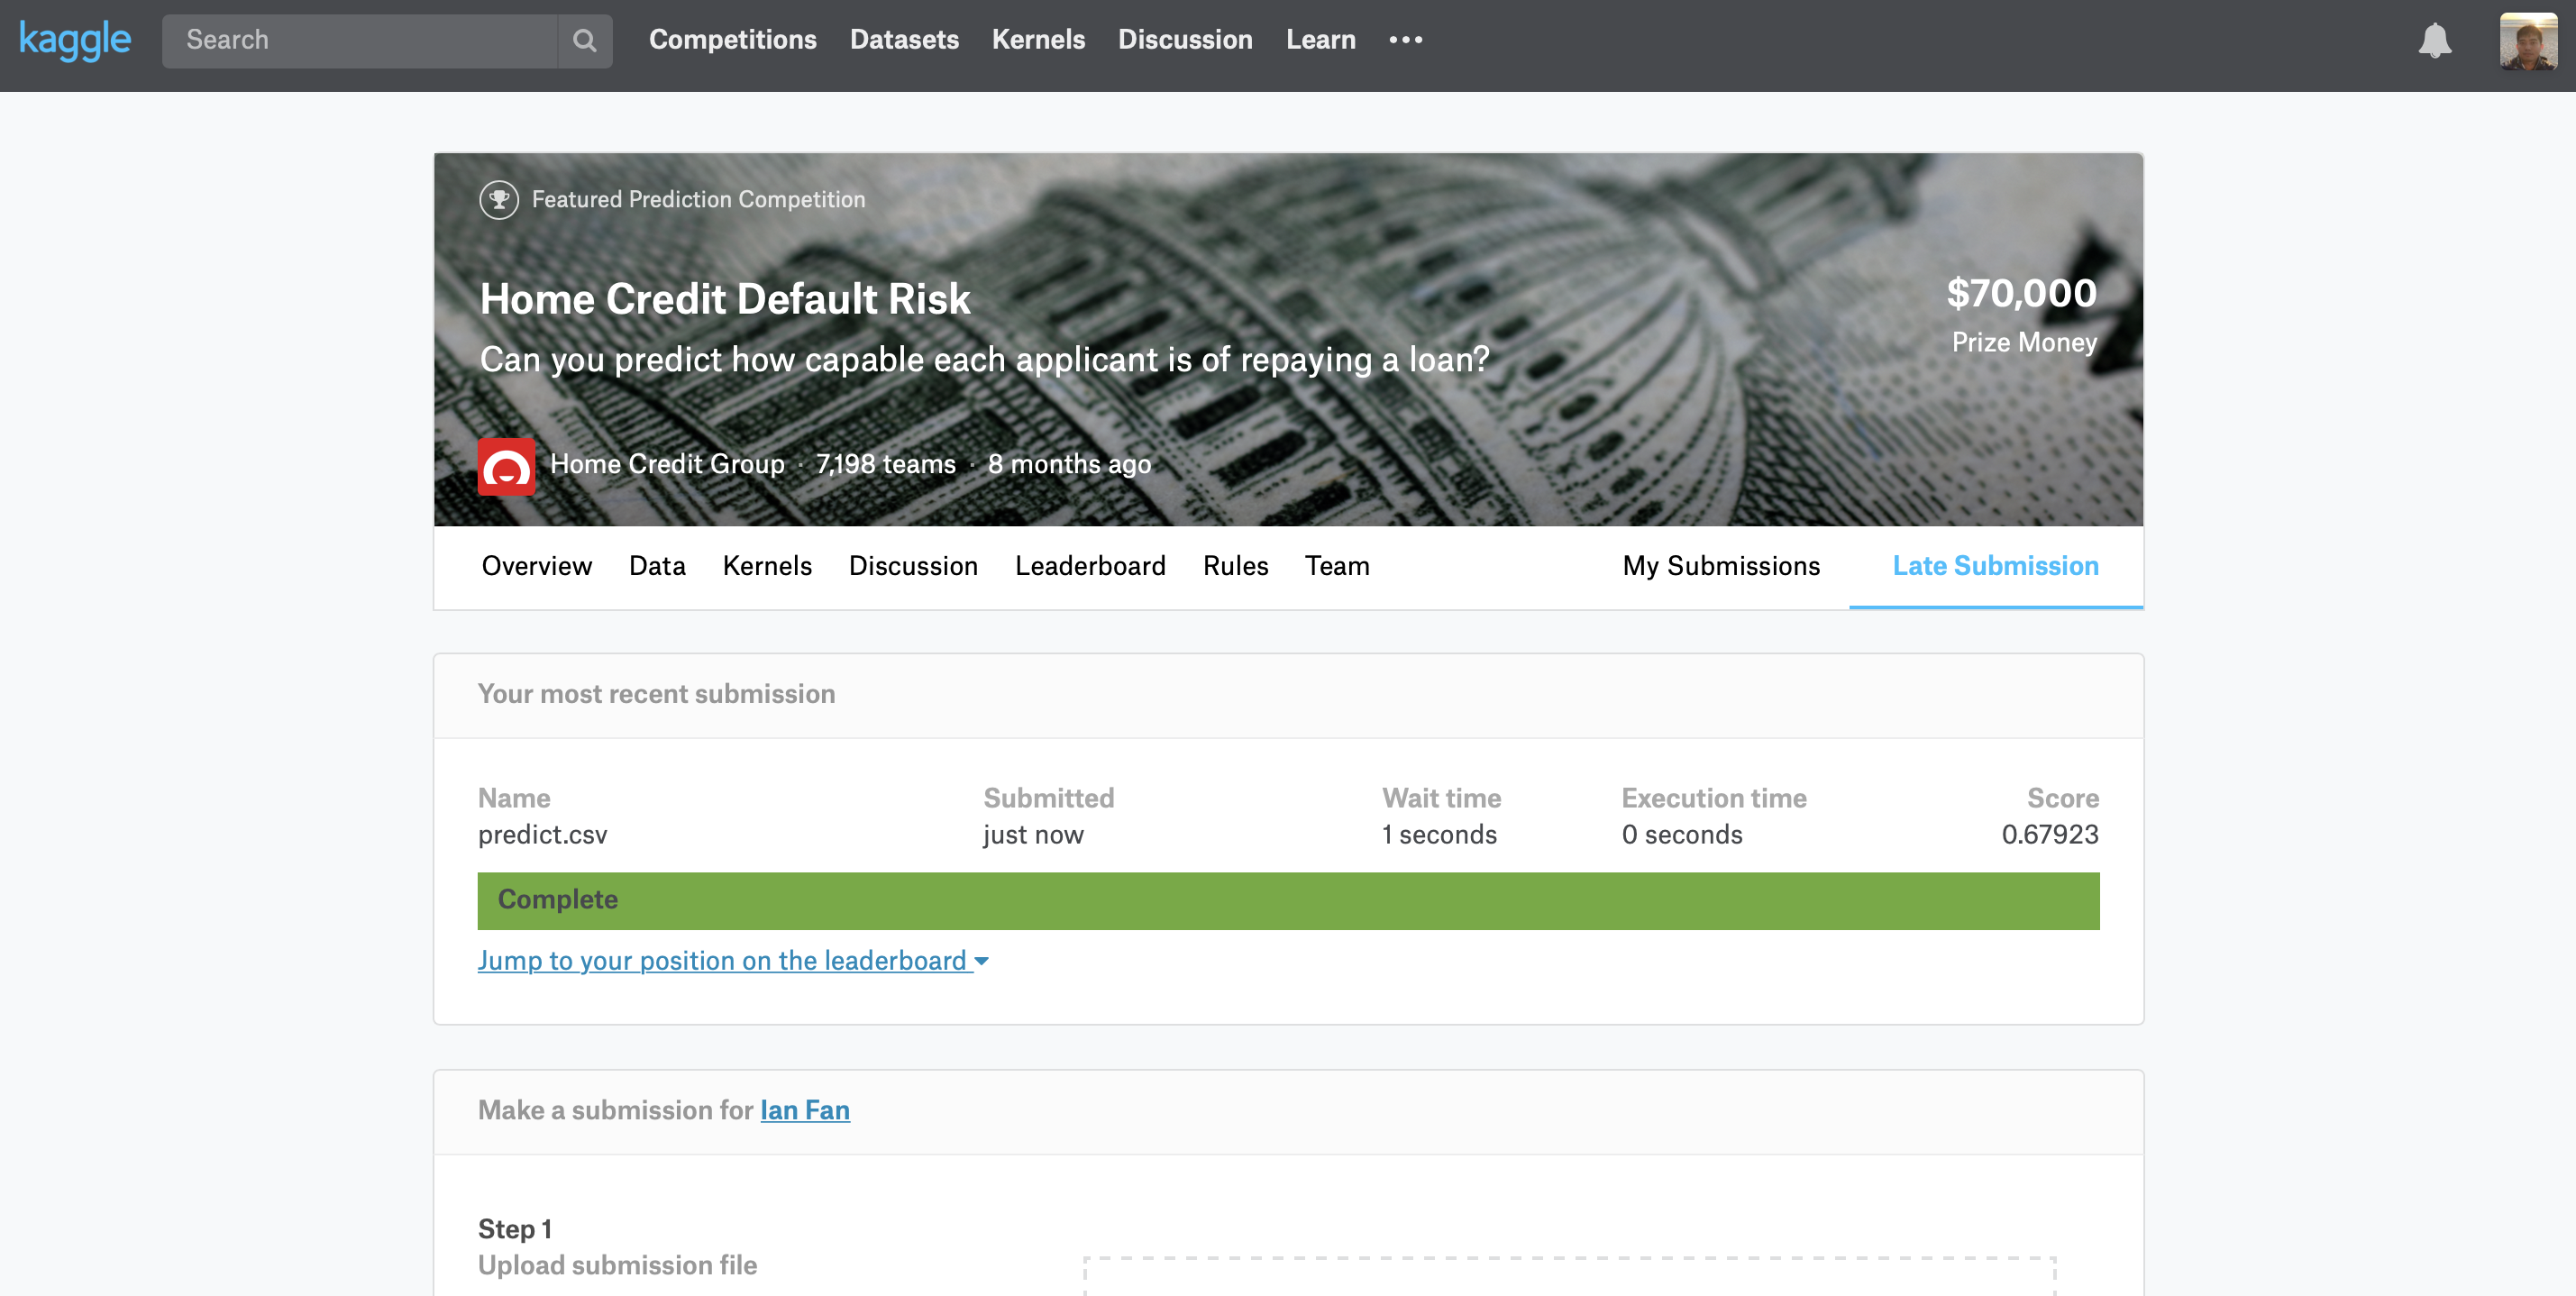 kaggle Search Competitions Datasets Kernels Discussion Learn
Featured Prediction Competition
Home Credit Default Risk
Can you predict how capable each applicant is of repaying a loan?
$70,000
Prize Money
Home Credit Group · 7,198 teams · 8 months ago
Overview Data Kernels Discussion Leaderboard Rules Team My Submissions Late Submission
Your most recent submission
Name Submitted Wait time Execution time Score
predict.csv just now 1 seconds 0 seconds 0.67923
Complete
Jump to your position on the leaderboard
Make a submission for Ian Fan
Step 1
Upload submission file